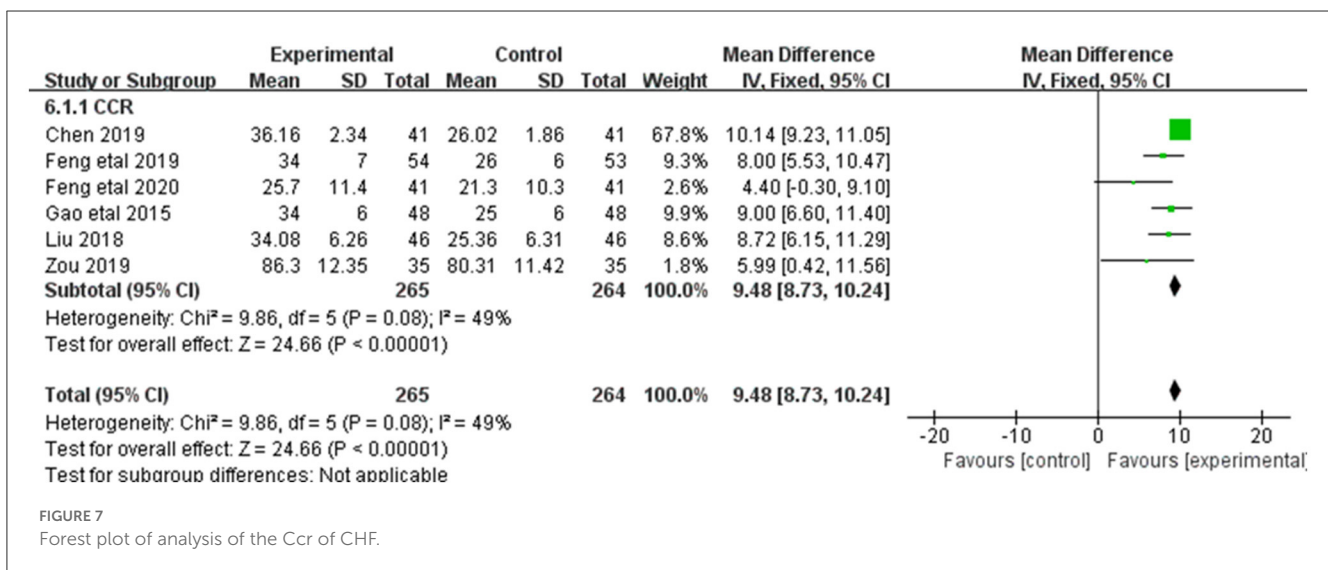 Experimental Control Mean Difference Mean Difference
Study or Subgroup Mean SD Total Mean SD Total Weight IV, Fixed, 95% CI IV, Fixed, 95% CI
6.1.1 CCR
Chen 2019 36.16 2.34 41 26.02 1.86 41 67.8% 10.14 [9.23, 11.05]
Feng etal 2019 34 7 54 26 6 53 9.3% 8.00 [5.53, 10.47]
Feng etal 2020 25.7 11.4 41 21.3 10.3 41 2.6% 4.40 [-0.30, 9.10]
Gao etal 2015 34 6 48 25 6 48 9.9% 9.00 [6.60, 11.40]
Liu 2018 34.08 6.26 46 25.36 6.31 46 8.6% 8.72 [6.15, 11.29]
Zou 2019 86.3 12.35 35 80.31 11.42 35 1.8% 5.99 [0.42, 11.56]
Subtotal (95% CI) 265 264 100.0% 9.48 [8.73, 10.24]
Heterogeneity: Chi² = 9.86, df = 5 (P = 0.08); I² = 49%
Test for overall effect: Z = 24.66 (P < 0.00001)
Total (95% CI) 265 264 100.0% 9.48 [8.73, 10.24]
Heterogeneity: Chi² = 9.86, df = 5 (P = 0.08); I² = 49%
Test for overall effect: Z = 24.66 (P < 0.00001)
Test for subgroup differences: Not applicable
-20 -10 0 10 20
Favours [control] Favours [experimental]
FIGURE 7
Forest plot of analysis of the Ccr of CHF.